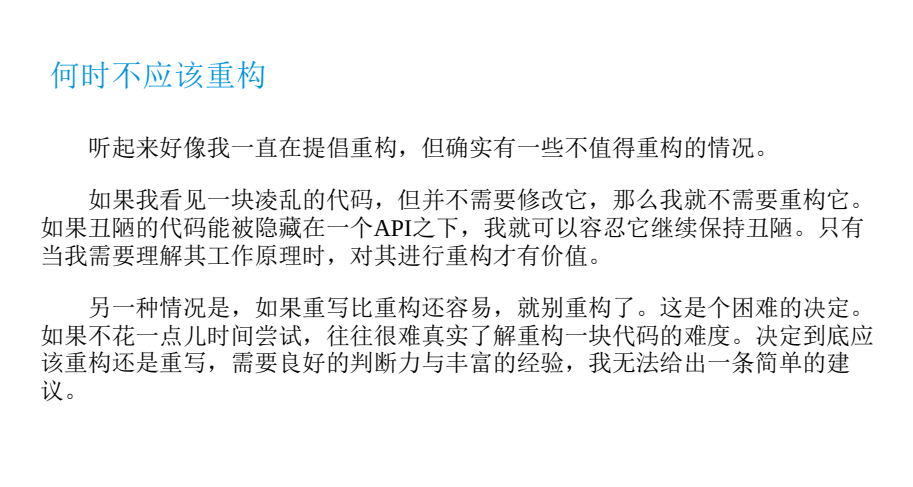 何时不应该重构
听起来好像我一直在提倡重构，但确实有一些不值得重构的情况。
如果我看见一块凌乱的代码，但并不需要修改它，那么我就不需要重构它。
如果丑陋的代码能被隐藏在一个API之下，我就可以容忍它继续保持丑陋。只有
当我需要理解其工作原理时，对其进行重构才有价值。
另一种情况是，如果重写比重构还容易，就别重构了。这是个困难的决定。
如果不花一点儿时间尝试，往往很难真实了解重构一块代码的难度。决定到底应
该重构还是重写，需要良好的判断力与丰富的经验，我无法给出一条简单的建
议。